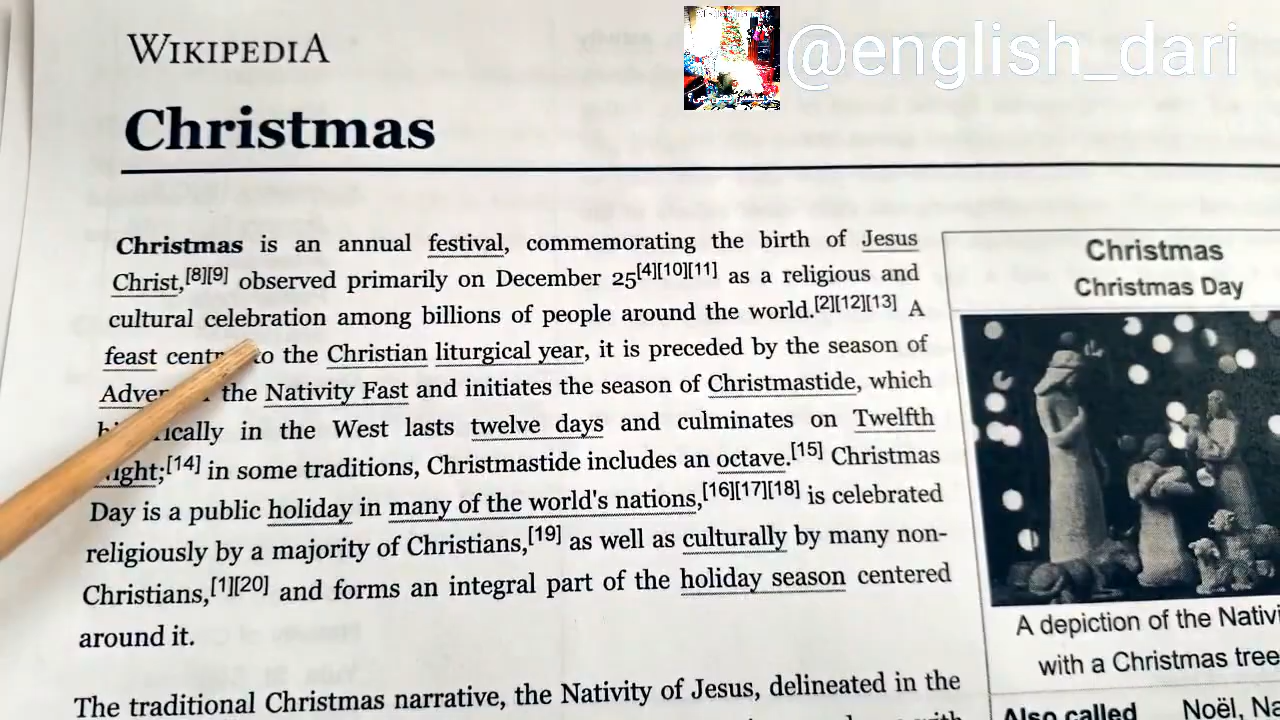 WIKIPEDIA
@english_dari
Christmas
Christmas is an annual festival, commemorating the birth of Jesus
Christ,[8][9] observed primarily on December 25[4][10][11] as a religious and
cultural celebration among billions of people around the world.[2][12][13] A
feast to the Christian liturgical year, it is preceded by the season of
the Nativity Fast and initiates the season of Christmastide, which
in the West lasts twelve days and culminates on Twelfth
in some traditions, Christmastide includes an octave.[15] Christmas
Day is a public holiday in many of the world's nations,[16][17][18] is celebrated
religiously by a majority of Christians,[19] as well as culturally by many non-
Christians,[1][20] and forms an integral part of the holiday season centered
around it.
The traditional Christmas narrative, the Nativity of Jesus, delineated in the
Christmas
Christmas Day
A depiction of the
with a Christmas tree
Also called Noël,